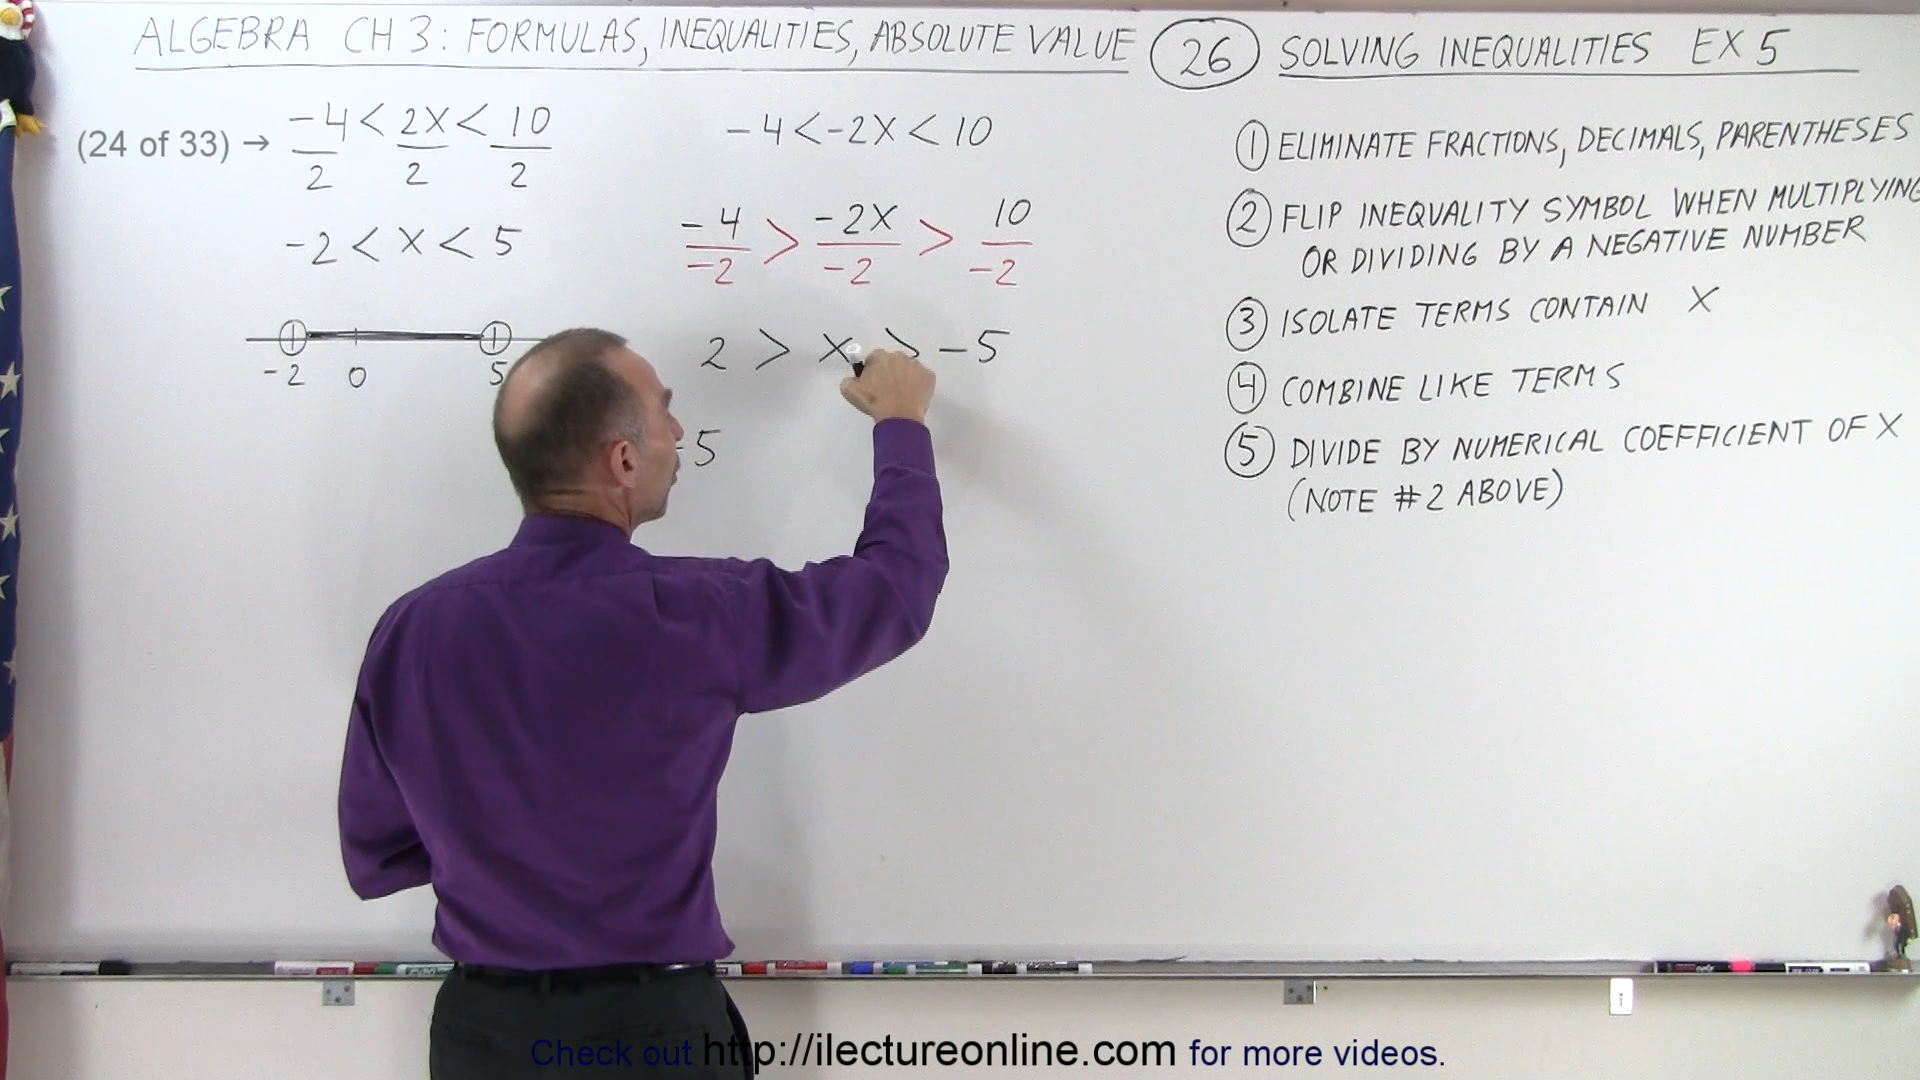 ALGEBRA CH 3: FORMULAS, INEQUALITIES, ABSOLUTE VALUE 26 SOLVING INEQUALITIES EX 5
(24 of 33) →
-4 < 2X < 10
2 2 2
-2 < X < 5
-2 0 5
-4 < -2X < 10
-4 > -2X > 10
-2 -2 -2
2 > X > -5
-5
1 ELIMINATE FRACTIONS, DECIMALS, PARENTHESES
2 FLIP INEQUALITY SYMBOL WHEN MULTIPLYING
OR DIVIDING BY A NEGATIVE NUMBER
3 ISOLATE TERMS CONTAIN X
4 COMBINE LIKE TERMS
5 DIVIDE BY NUMERICAL COEFFICIENT OF X
(NOTE #2 ABOVE)
Check out http://ilectureonline.com for more videos.